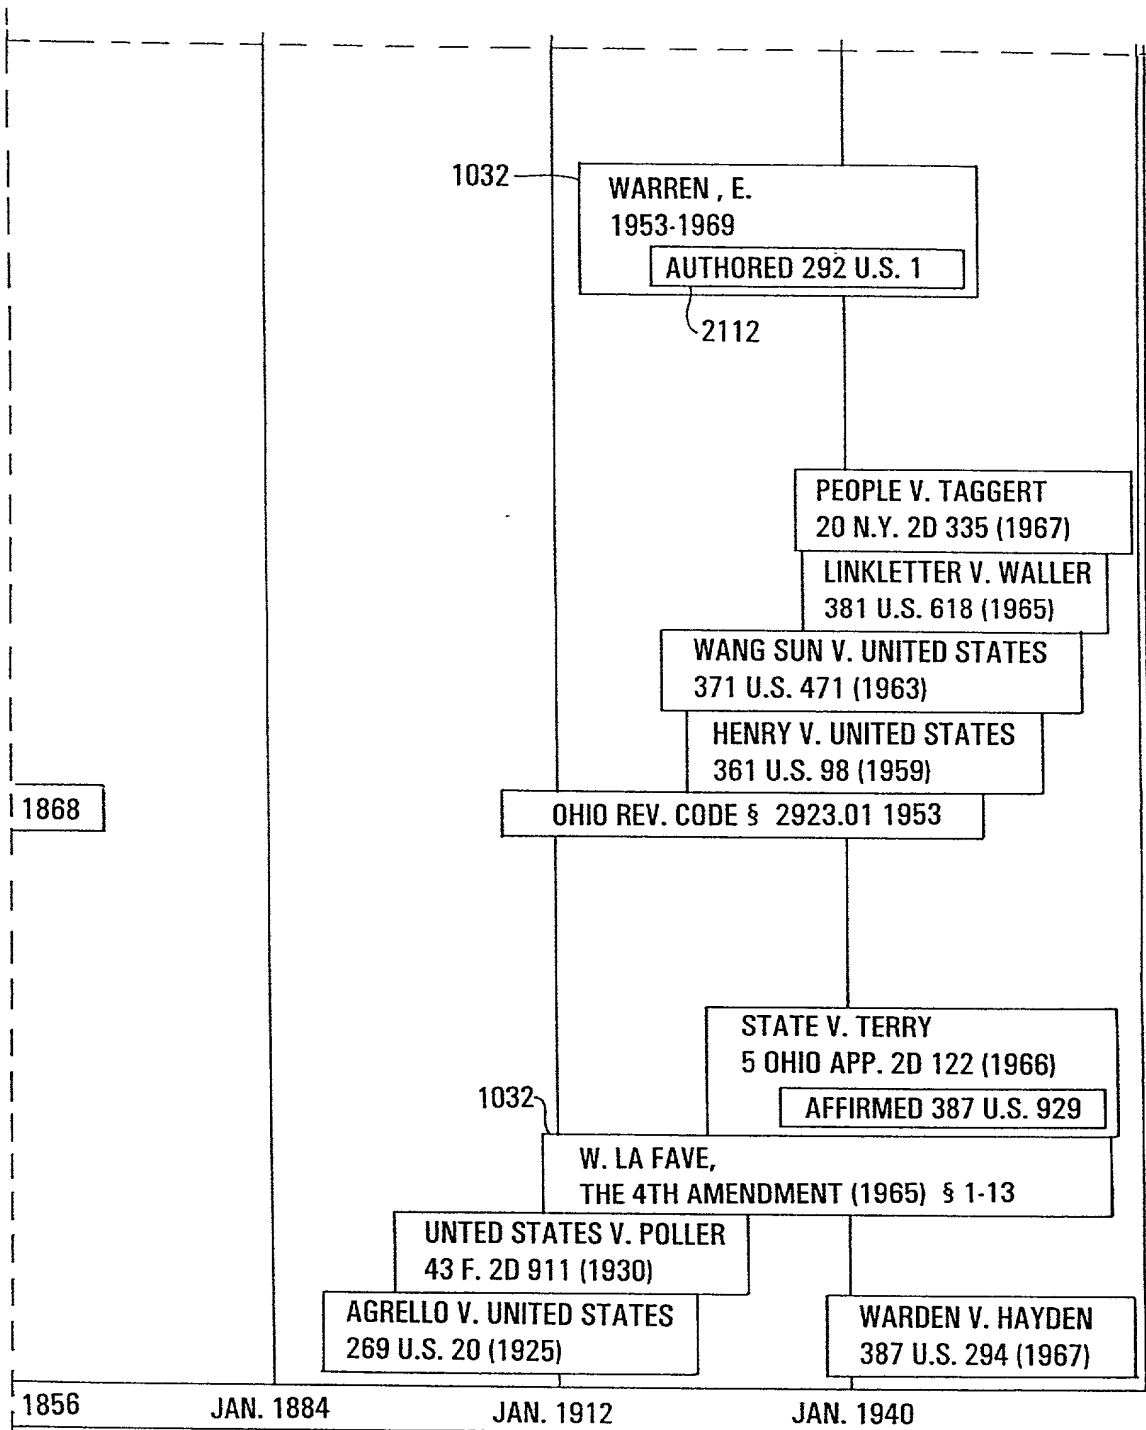 1032
WARREN , E.
1953-1969
AUTHORED 292 U.S. 1
2112
PEOPLE V. TAGGERT
20 N.Y. 2D 335 (1967)
LINKLETTER V. WALLER
381 U.S. 618 (1965)
WANG SUN V. UNITED STATES
371 U.S. 471 (1963)
HENRY V. UNITED STATES
361 U.S. 98 (1959)
1868
OHIO REV. CODE § 2923.01 1953
STATE V. TERRY
5 OHIO APP. 2D 122 (1966)
AFFIRMED 387 U.S. 929
1032
W. LA FAVE,
THE 4TH AMENDMENT (1965) § 1-13
UNTED STATES V. POLLER
43 F. 2D 911 (1930)
AGRELLO V. UNITED STATES
269 U.S. 20 (1925)
WARDEN V. HAYDEN
387 U.S. 294 (1967)
1856 JAN. 1884 JAN. 1912 JAN. 1940